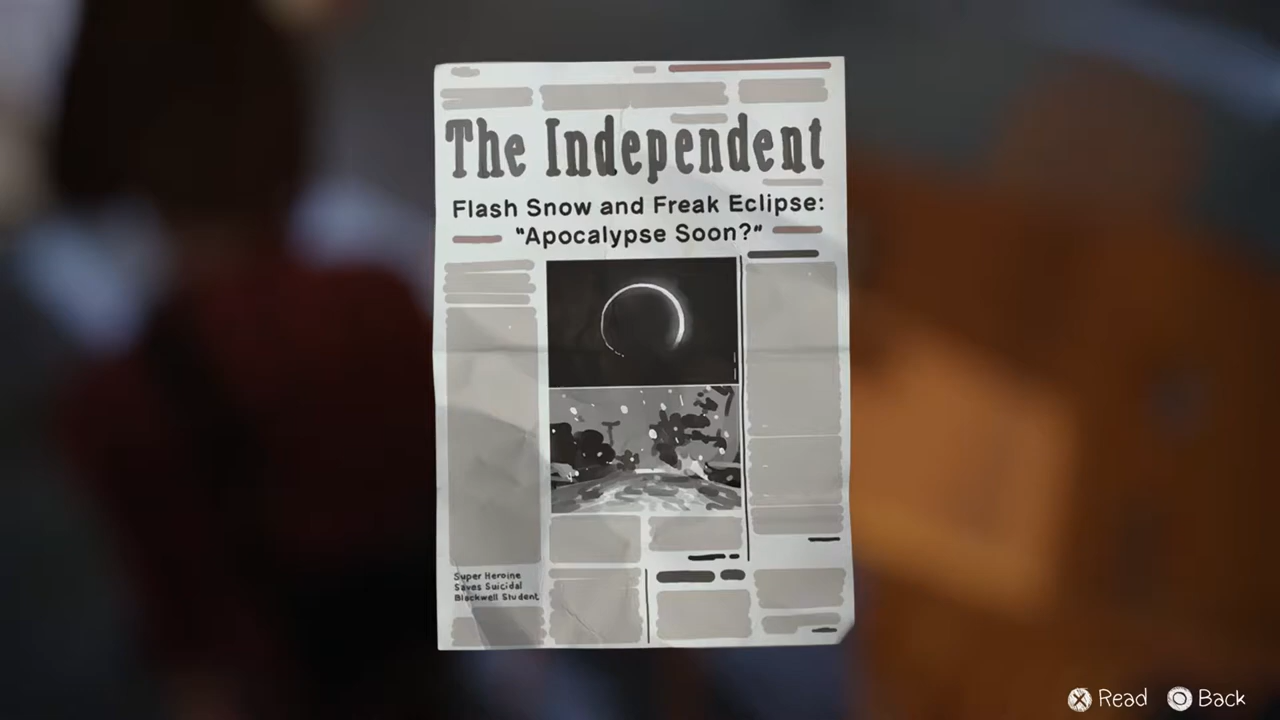 The Independent
Flash Snow and Freak Eclipse:
"Apocalypse Soon?"
Super Heroine
Saves Suicidal
Blackwell Student
Read
Back